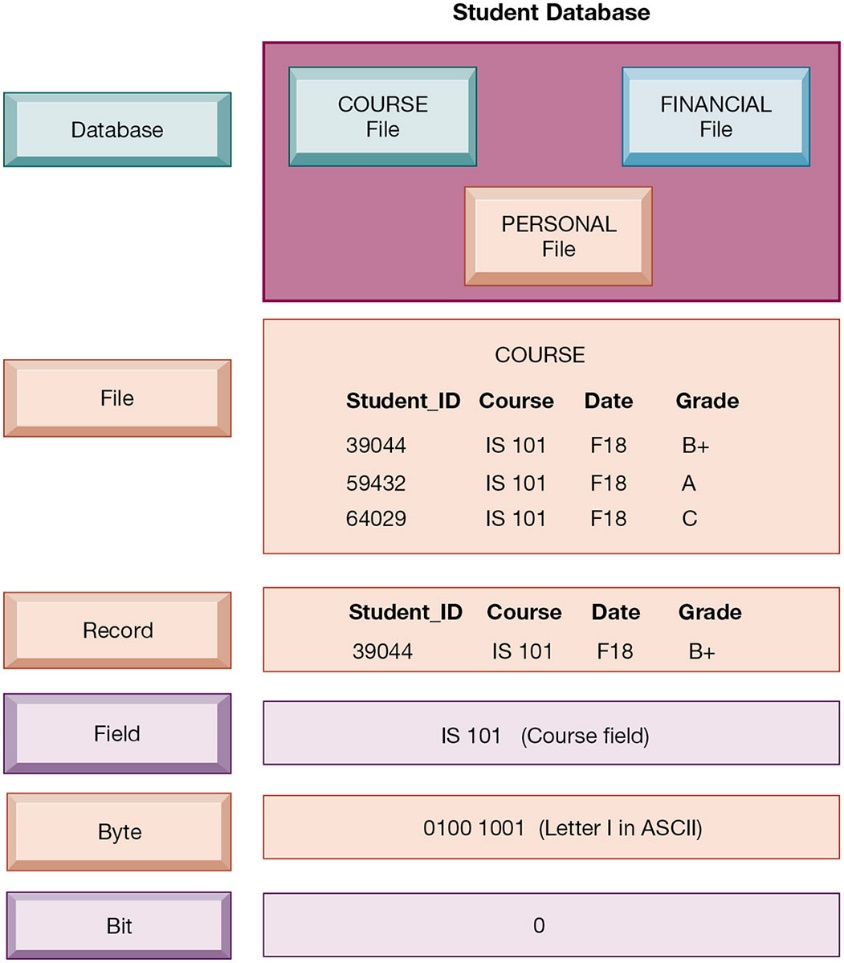 Student Database
Database
COURSE
File
FINANCIAL
File
PERSONAL
File
File
COURSE
Student_ID Course Date Grade
39044 IS 101 F18 B+
59432 IS 101 F18 A
64029 IS 101 F18 C
Record
Student_ID Course Date Grade
39044 IS 101 F18 B+
Field
IS 101 (Course field)
Byte
0100 1001 (Letter I in ASCII)
Bit
0